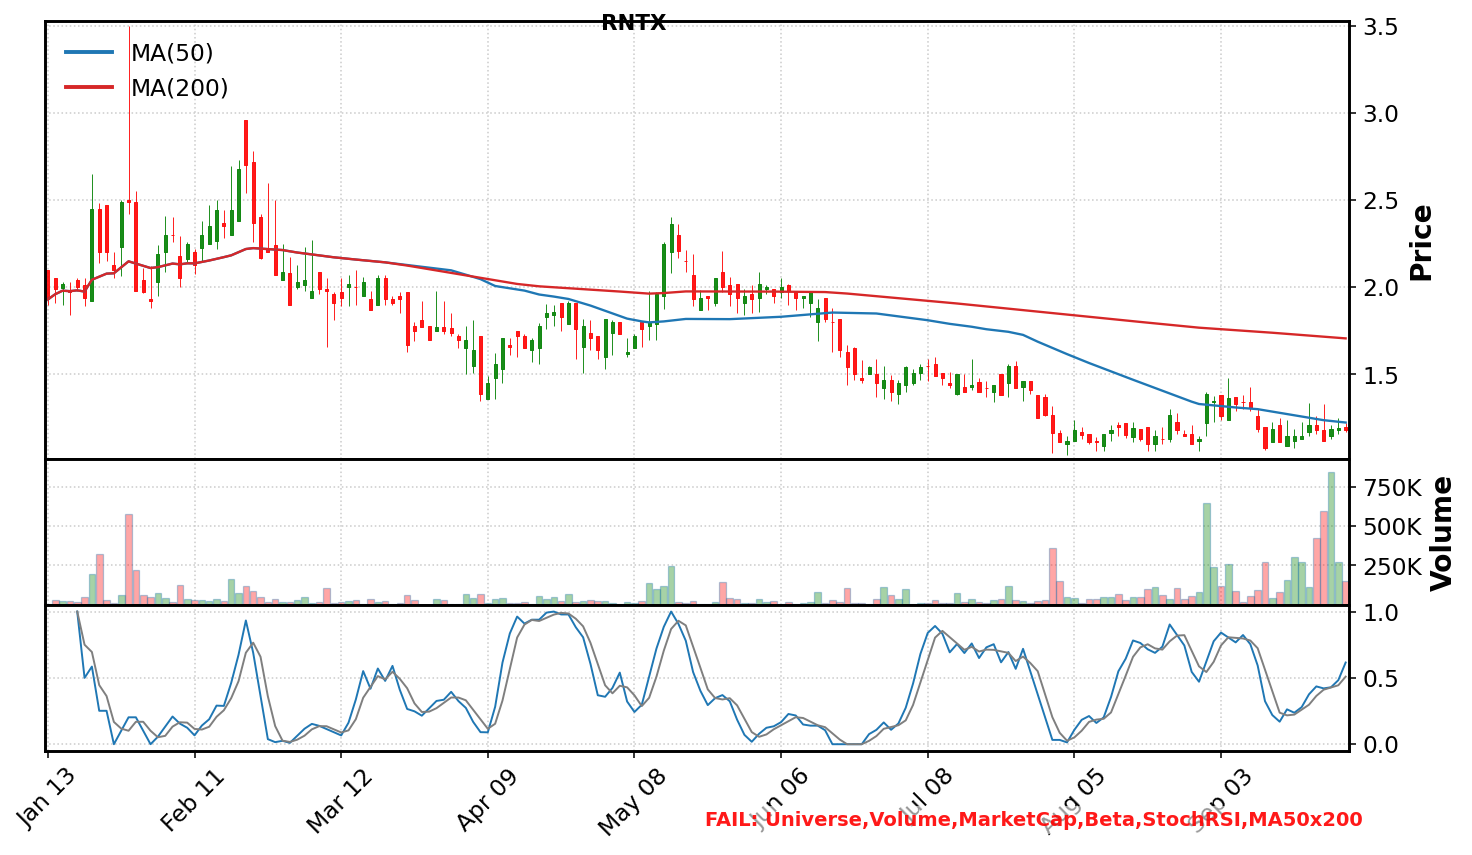 RNTX
MA(50)
MA(200)
3.5
3.0
2.5
2.0
1.5
Price
750K
500K
250K
Volume
1.0
0.5
0.0
Jan 13
Feb 11
Mar 12
Apr 09
May 08
Jun 06
Jul 08
Aug 05
Sep 03
FAIL: Universe,Volume,MarketCap,Beta,StochRSI,MA50x200